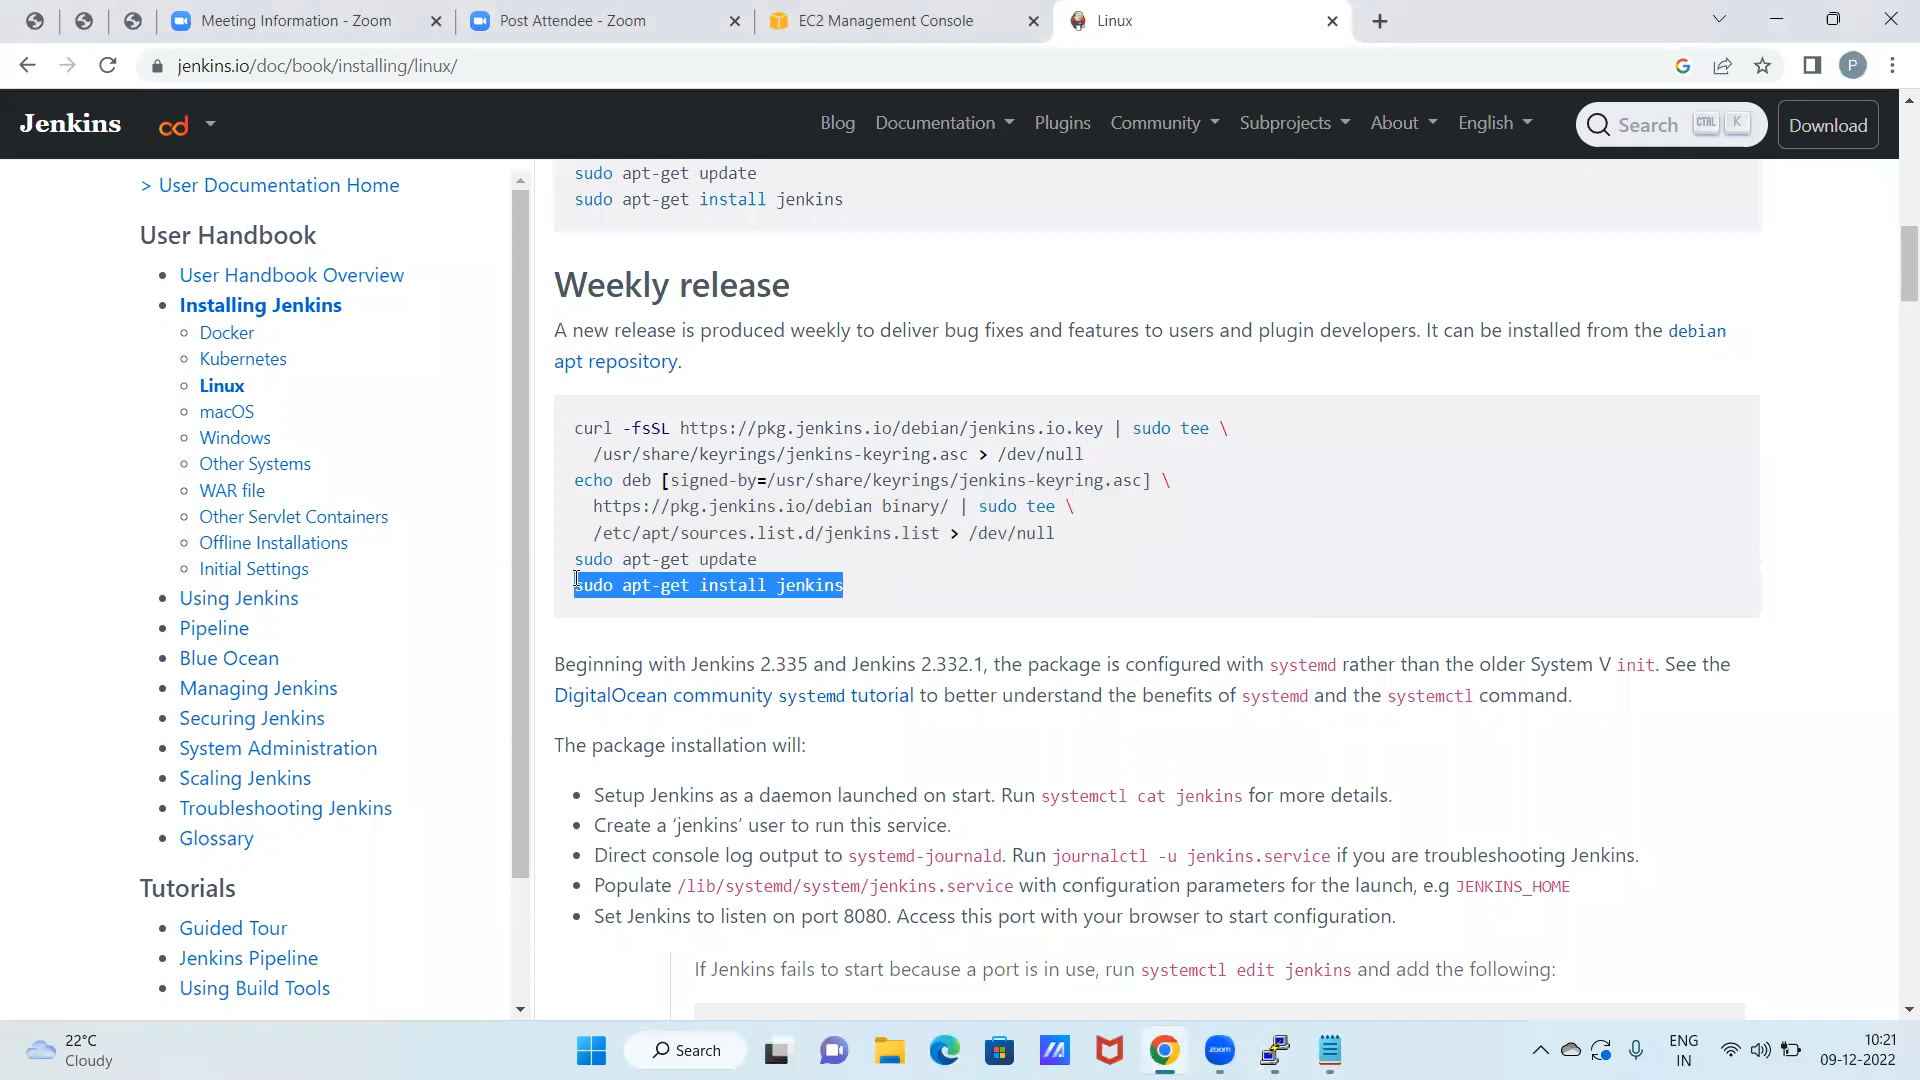 Meeting Information - Zoom
Post Attendee - Zoom
EC2 Management Console
Linux
jenkins.io/doc/book/installing/linux/
P
Jenkins
cd
Blog
Documentation
Plugins
Community
Subprojects
About
English
Search CTRL K
Download
> User Documentation Home
User Handbook
User Handbook Overview
Installing Jenkins
Docker
Kubernetes
Linux
macOS
Windows
Other Systems
WAR file
Other Servlet Containers
Offline Installations
Initial Settings
Using Jenkins
Pipeline
Blue Ocean
Managing Jenkins
Securing Jenkins
System Administration
Scaling Jenkins
Troubleshooting Jenkins
Glossary
Tutorials
Guided Tour
Jenkins Pipeline
Using Build Tools
sudo apt-get update
sudo apt-get install jenkins
Weekly release
A new release is produced weekly to deliver bug fixes and features to users and plugin developers. It can be installed from the debian
apt repository.
curl -fsSL https://pkg.jenkins.io/debian/jenkins.io.key | sudo tee \
/usr/share/keyrings/jenkins-keyring.asc > /dev/null
echo deb [signed-by=/usr/share/keyrings/jenkins-keyring.asc] \
https://pkg.jenkins.io/debian binary/ | sudo tee \
/etc/apt/sources.list.d/jenkins.list > /dev/null
sudo apt-get update
sudo apt-get install jenkins
Beginning with Jenkins 2.335 and Jenkins 2.332.1, the package is configured with systemd rather than the older System V init. See the
DigitalOcean community systemd tutorial to better understand the benefits of systemd and the systemctl command.
The package installation will:
Setup Jenkins as a daemon launched on start. Run systemctl cat jenkins for more details.
Create a ‘jenkins’ user to run this service.
Direct console log output to systemd-journald. Run journalctl -u jenkins.service if you are troubleshooting Jenkins.
Populate /lib/systemd/system/jenkins.service with configuration parameters for the launch, e.g JENKINS_HOME
Set Jenkins to listen on port 8080. Access this port with your browser to start configuration.
If Jenkins fails to start because a port is in use, run systemctl edit jenkins and add the following:
22°C
Cloudy
Search
zoom
ENG
IN
10:21
09-12-2022